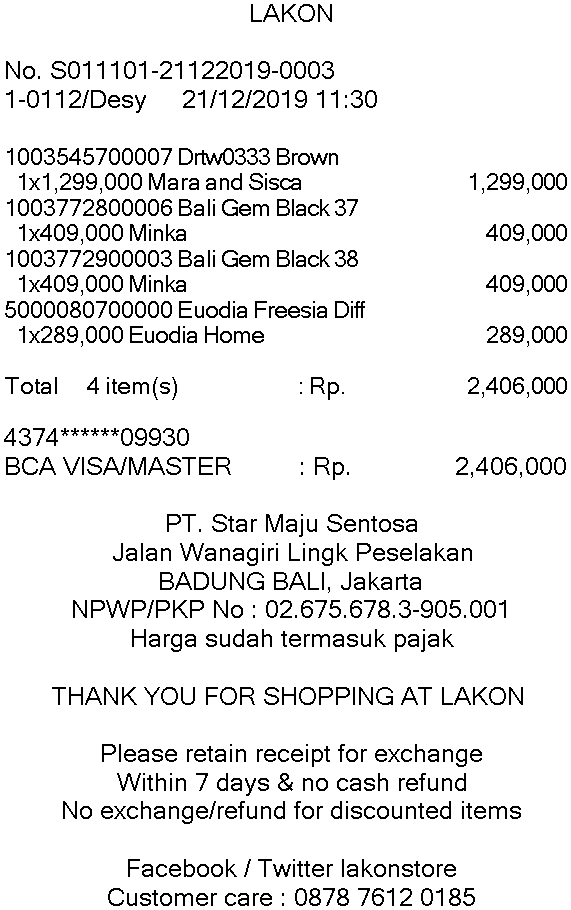 LAKON
No. S011101-21122019-0003
1-0112/Desy 21/12/2019 11:30
1003545700007 Drtw0333 Brown
1x1,299,000 Mara and Sisca 1,299,000
1003772800006 Bali Gem Black 37
1x409,000 Minka 409,000
1003772900003 Bali Gem Black 38
1x409,000 Minka 409,000
5000080700000 Euodia Freesia Diff
1x289,000 Euodia Home 289,000
Total 4 item(s) : Rp. 2,406,000
4374******09930
BCA VISA/MASTER : Rp. 2,406,000
PT. Star Maju Sentosa
Jalan Wanagiri Lingk Peselakan
BADUNG BALI, Jakarta
NPWP/PKP No : 02.675.678.3-905.001
Harga sudah termasuk pajak
THANK YOU FOR SHOPPING AT LAKON
Please retain receipt for exchange
Within 7 days & no cash refund
No exchange/refund for discounted items
Facebook / Twitter lakonstore
Customer care : 0878 7612 0185